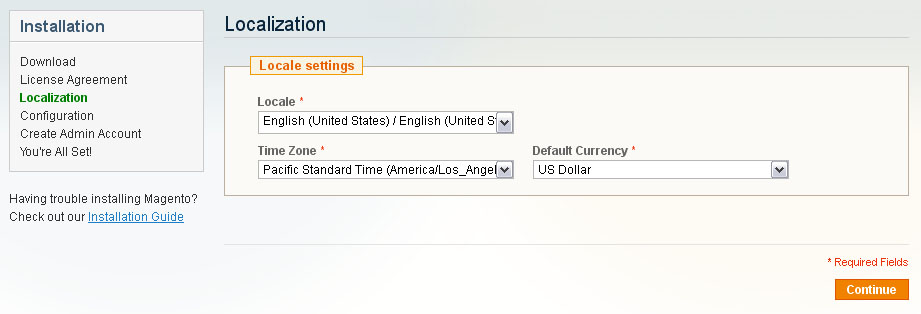 Installation
Download
License Agreement
Localization
Configuration
Create Admin Account
You're All Set!
Having trouble installing Magento?
Check out our Installation Guide
Localization
Locale settings
Locale *
English (United States) / English (United St
Time Zone * Default Currency *
Pacific Standard Time (America/Los_Angel US Dollar
* Required Fields
Continue